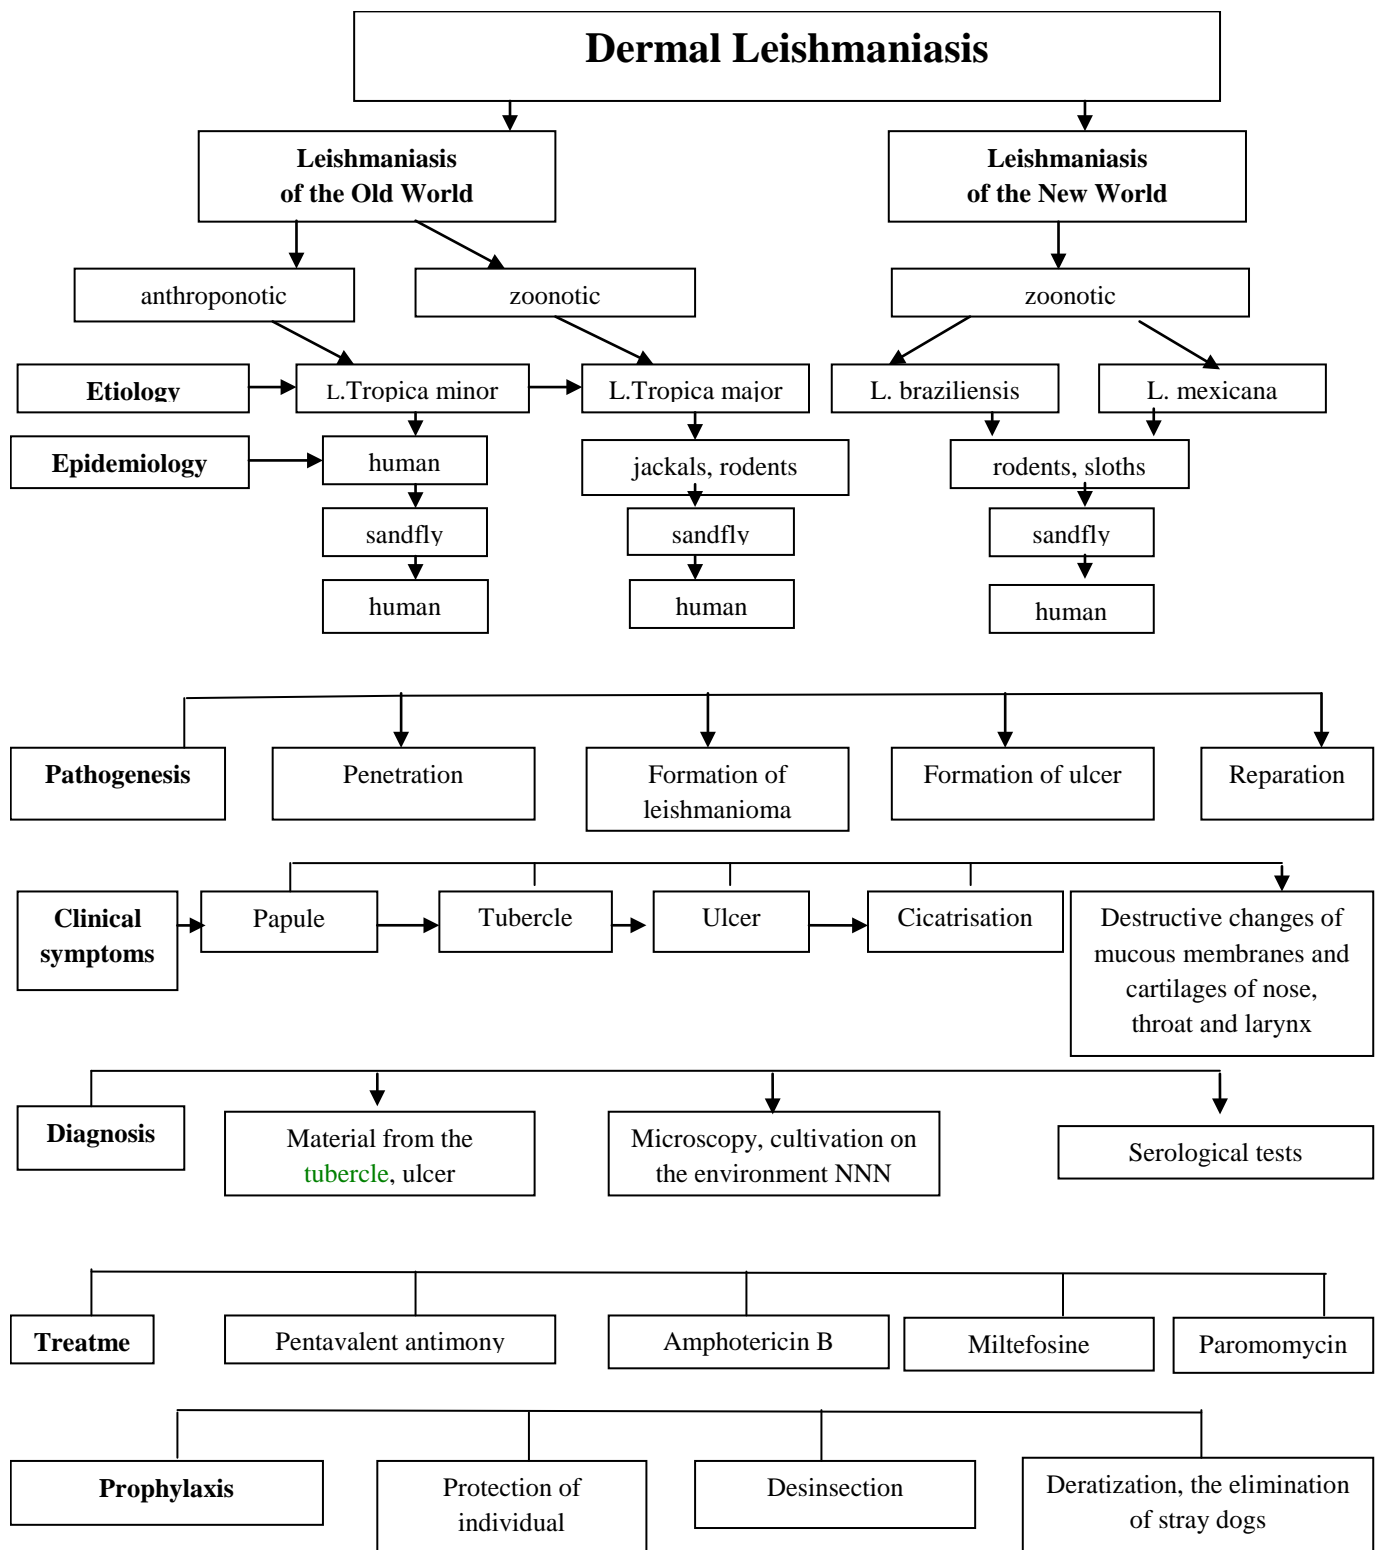 Dermal Leishmaniasis
Leishmaniasis
of the Old World
Leishmaniasis
of the New World
anthroponotic
zoonotic
zoonotic
Etiology
L.Tropica minor
L.Tropica major
L. braziliensis
L. mexicana
Epidemiology
human
jackals, rodents
rodents, sloths
sandfly
sandfly
sandfly
human
human
human
Pathogenesis
Penetration
Formation of
leishmanioma
Formation of ulcer
Reparation
Clinical
symptoms
Papule
Tubercle
Ulcer
Cicatrisation
Destructive changes of
mucous membranes and
cartilages of nose,
throat and larynx
Diagnosis
Material from the
tubercle, ulcer
Microscopy, cultivation on
the environment NNN
Serological tests
Treatme
Pentavalent antimony
Amphotericin B
Miltefosine
Paromomycin
Prophylaxis
Protection of
individual
Desinsection
Deratization, the elimination
of stray dogs